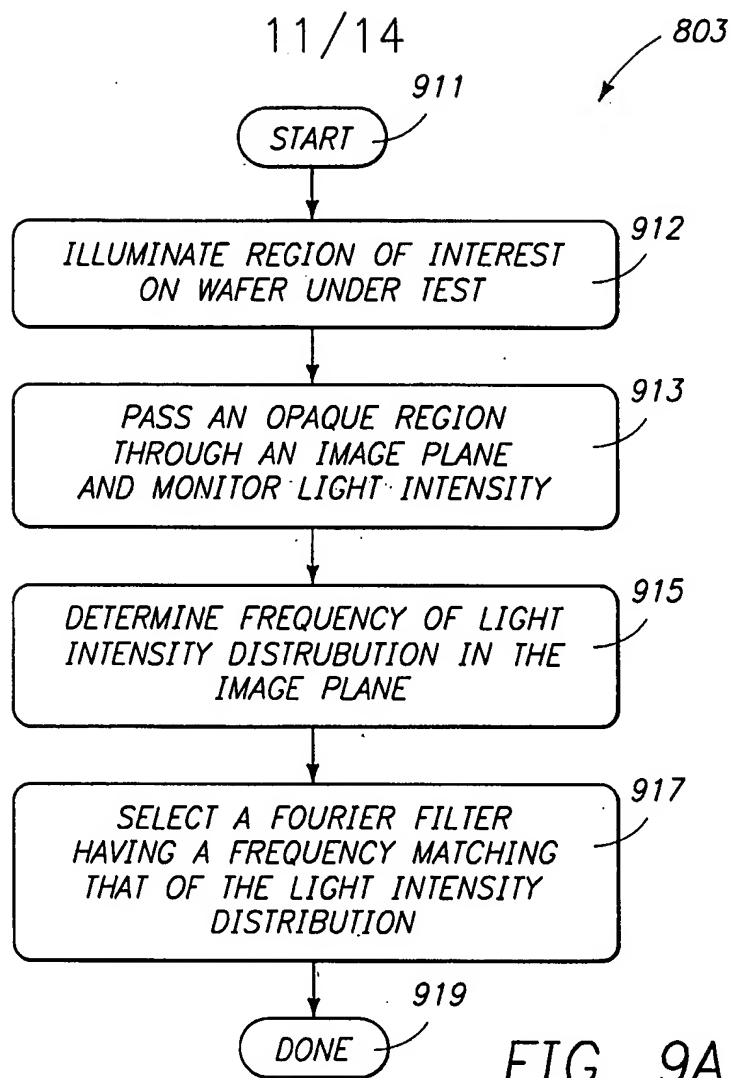 11/14
803
911
START
912
ILLUMINATE REGION OF INTEREST
ON WAFER UNDER TEST
913
PASS AN OPAQUE REGION
THROUGH AN IMAGE PLANE
AND MONITOR LIGHT INTENSITY
915
DETERMINE FREQUENCY OF LIGHT
INTENSITY DISTRUBUTION IN THE
IMAGE PLANE
917
SELECT A FOURIER FILTER
HAVING A FREQUENCY MATCHING
THAT OF THE LIGHT INTENSITY
DISTRIBUTION
919
DONE
FIG 9A